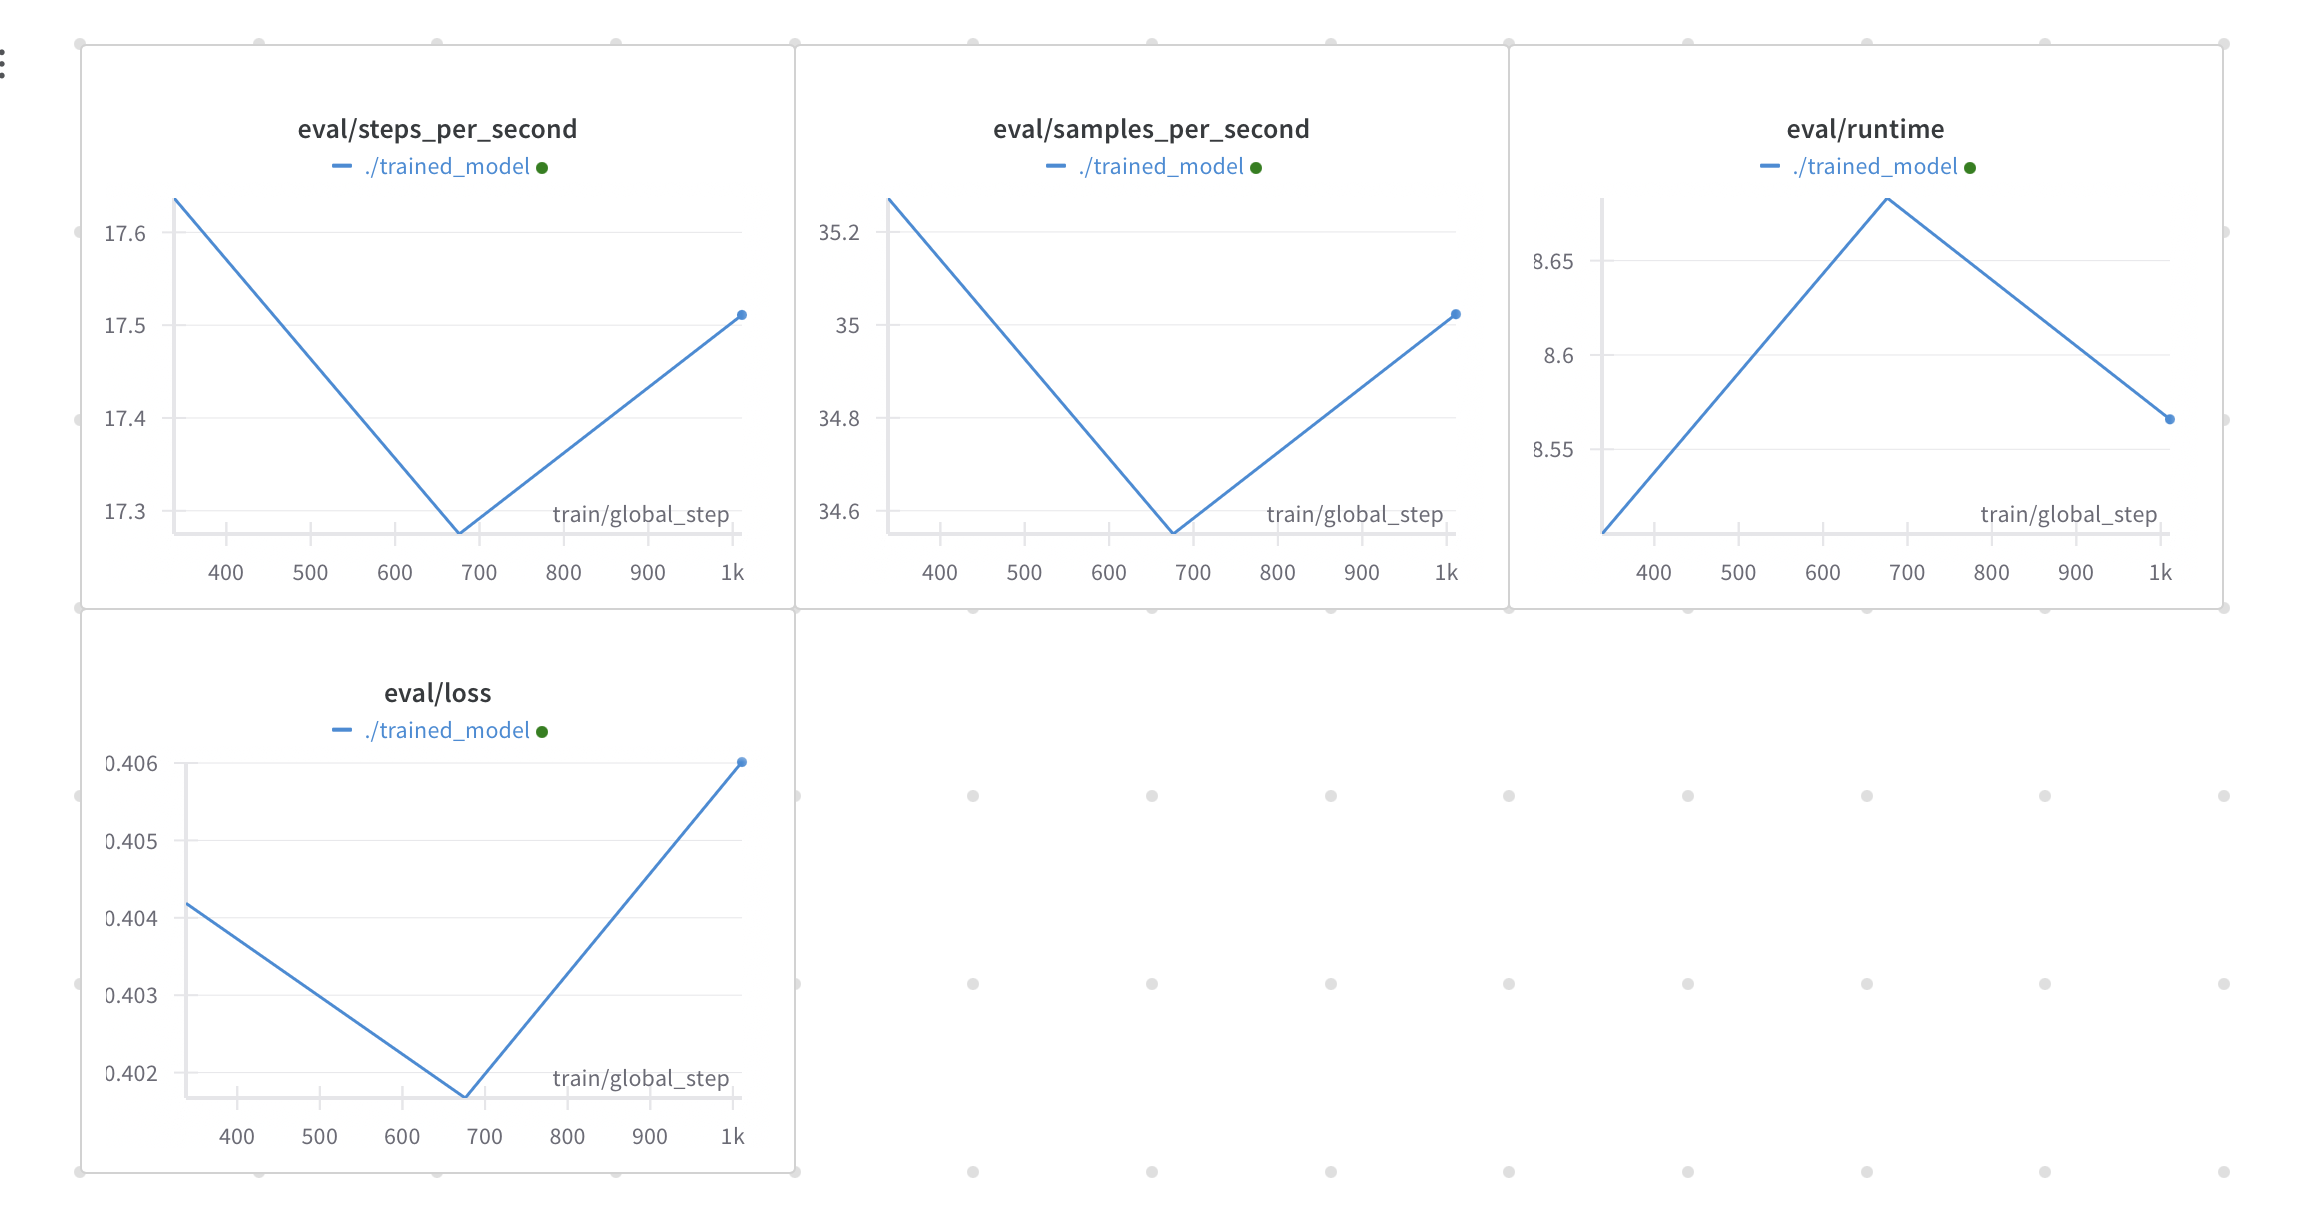 eval/steps_per_second
./trained_model
17.6
17.5
17.4
17.3
train/global_step
400 500 600 700 800 900 1k
eval/samples_per_second
./trained_model
35.2
35
34.8
34.6
train/global_step
400 500 600 700 800 900 1k
eval/runtime
./trained_model
8.65
8.6
8.55
train/global_step
400 500 600 700 800 900 1k
eval/loss
./trained_model
0.406
0.405
0.404
0.403
0.402
train/global_step
400 500 600 700 800 900 1k